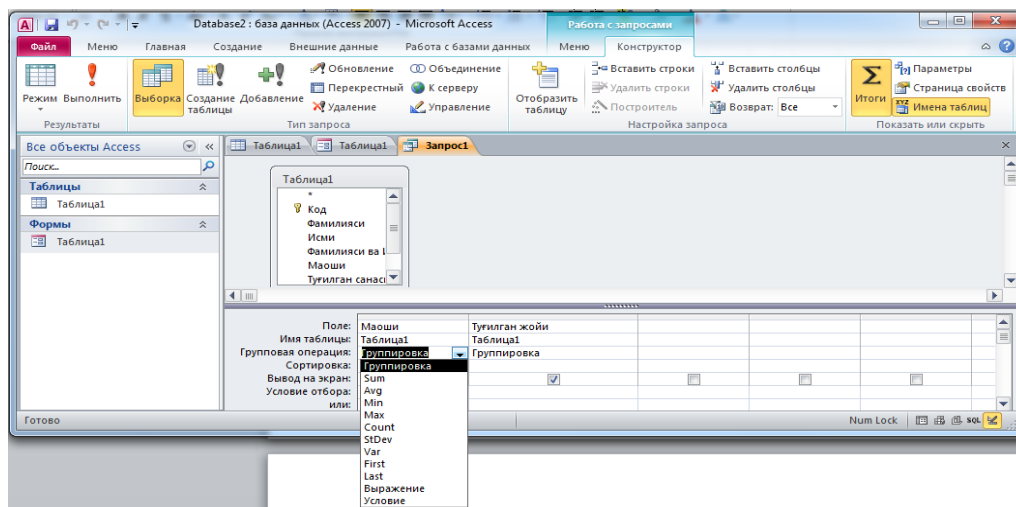 Database2 : база данных (Access 2007) - Microsoft Access
Работа с запросами
Файл Меню Главная Создание Внешние данные Работа с базами данных Меню Конструктор
Режим Выполнить Выборка Создание таблицы Добавление
Обновление Объединение
Перекрестный К серверу
Удаление Управление
Отобразить таблицу
Вставить строки Вставить столбцы
Удалить строки Удалить столбцы
Построитель Возврат: Все
Итоги
Параметры
Страница свойств
Имена таблиц
Результаты Тип запроса Настройка запроса Показать или скрыть
Все объекты Access
Таблица1 Таблица1 Запрос1
Поиск...
Таблицы
Таблица1
Формы
Таблица1
Таблица1
*
Код
Фамилияси
Исми
Фамилияси ва
Маоши
Туғилган санас
Поле: Маоши Туғилган жойи
Имя таблицы: Таблица1 Таблица1
Групповая операция: Группировка Группировка
Сортировка: Группировка
Вывод на экран: Sum
Условие отбора: Avg
или: Min
Max
Count
StDev
Var
First
Last
Выражение
Условие
Готово Num Lock SQL